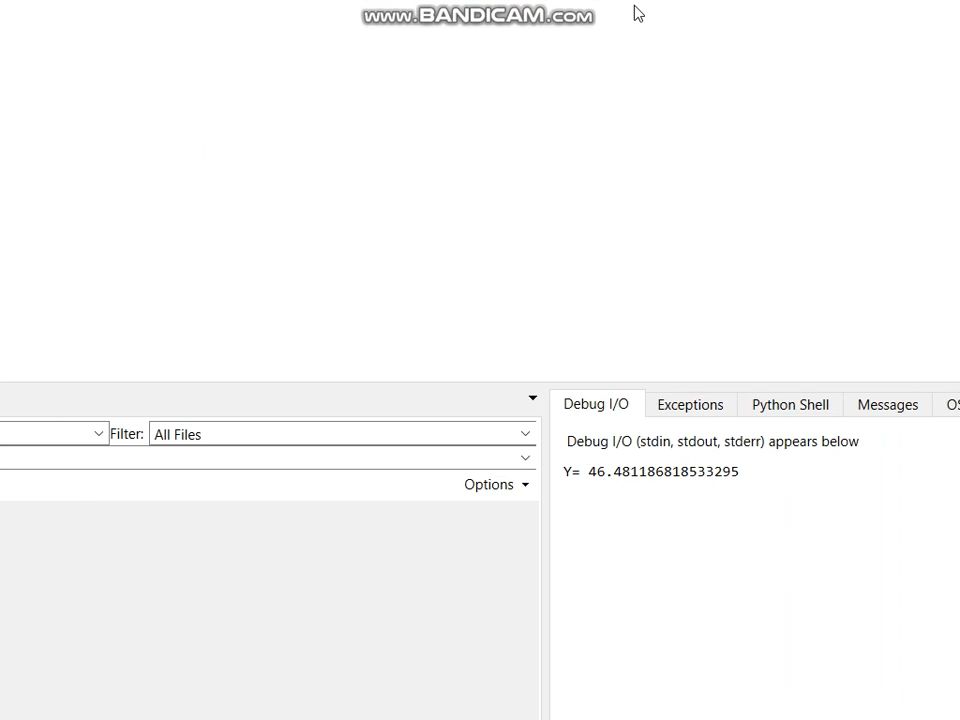 www.BANDICAM.com
Debug I/O Exceptions Python Shell Messages OS
Filter: All Files
Debug I/O (stdin, stdout, stderr) appears below
Y= 46.481186818533295
Options